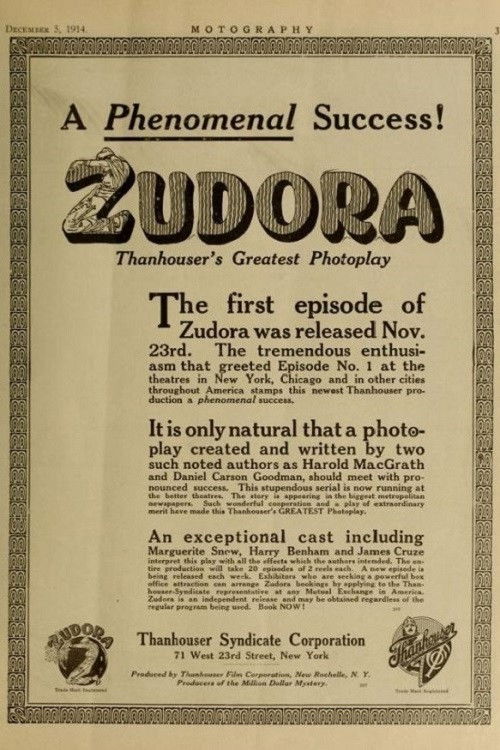 December 5, 1914.
MOTOGRAPHY
3
A Phenomenal Success!
ZUDORA
Thanhouser's Greatest Photoplay
The first episode of
Zudora was released Nov.
23rd. The tremendous enthusi-
asm that greeted Episode No. 1 at the
theatres in New York, Chicago and in other cities
throughout America stamps this newest Thanhouser pro-
duction a phenomenal success.
It is only natural that a photo-
play created and written by two
such noted authors as Harold MacGrath
and Daniel Carson Goodman, should meet with pro-
nounced success. This stupendous serial is now running at
the better theatres. The story is appearing in the biggest metropolitan
newspapers. Such wonderful cooperation and a play of extraordinary
merit have made this Thanhouser's GREATEST Photoplay.
An exceptional cast including
Marguerite Snow, Harry Benham and James Cruze
interpret this play with all the effects which the authors intended. The en-
tire production will take 20 episodes of 2 reels each. A new episode is
being released each week. Exhibitors who are seeking a powerful box
office attraction can arrange Zudora bookings by applying to the Than-
houser-Syndicate representative at any Mutual Exchange in America.
Zudora is an independent release and may be obtained regardless of the
regular program being used. Book NOW!
ZUDORA
Trade Mark Registered
Thanhouser Syndicate Corporation
71 West 23rd Street, New York
Produced by Thanhouser Film Corporation, New Rochelle, N. Y.
Producers of the Million Dollar Mystery.
Thanhouser
Trade Mark Registered